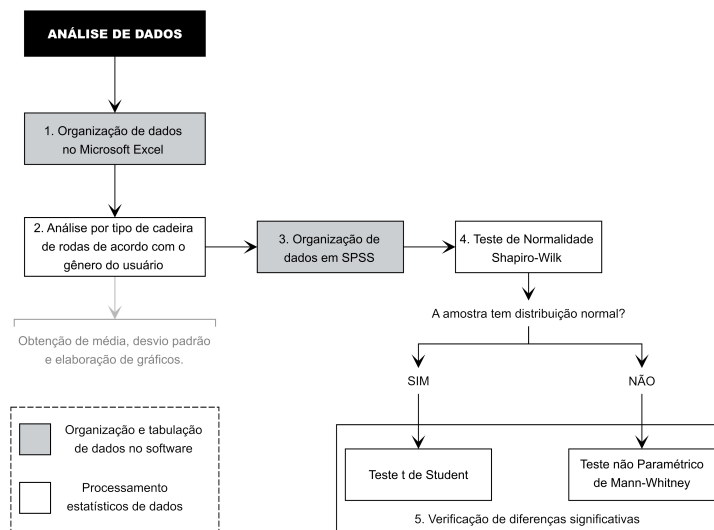 ANÁLISE DE DADOS
1. Organização de dados
no Microsoft Excel
2. Análise por tipo de cadeira
de rodas de acordo com o
gênero do usuário
3. Organização de
dados em SPSS
4. Teste de Normalidade
Shapiro-Wilk
Obtenção de média, desvio padrão
e elaboração de gráficos.
A amostra tem distribuição normal?
SIM
NÃO
Teste t de Student
Teste não Paramétrico
de Mann-Whitney
5. Verificação de diferenças significativas
Organização e tabulação
de dados no software
Processamento
estatísticos de dados